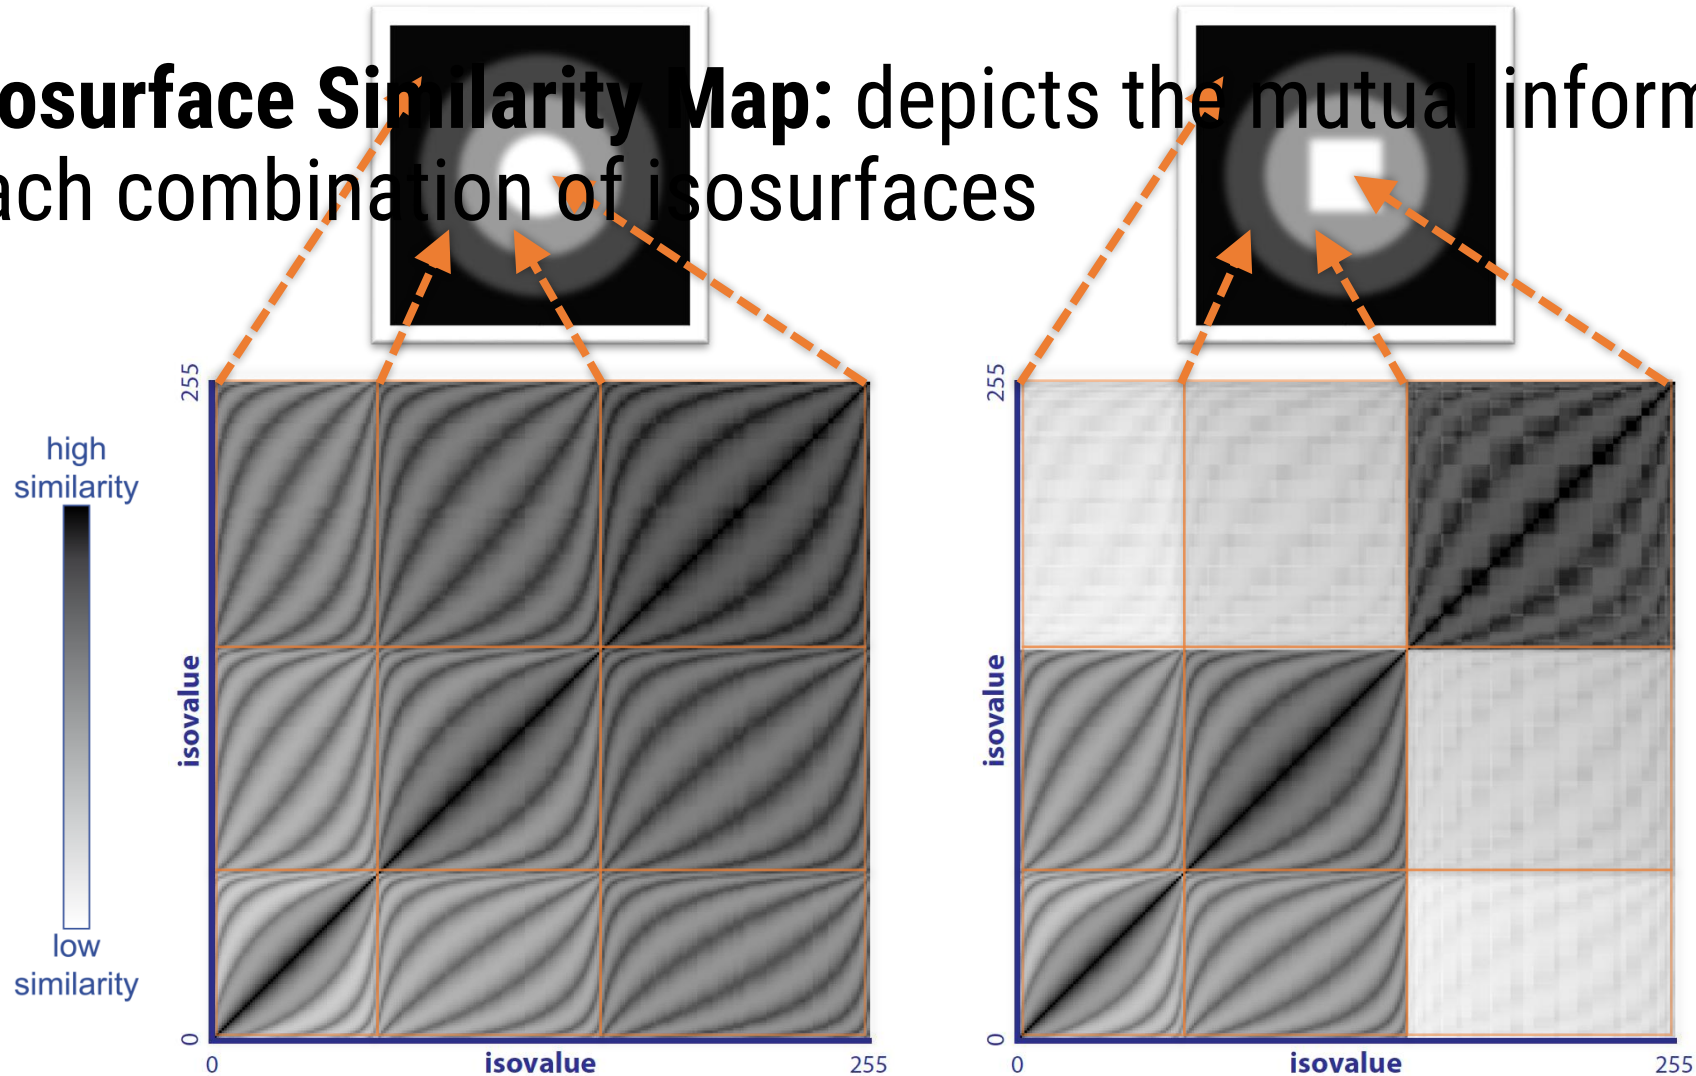 osurface Similarity Map: depicts the mutual inform
ach combination of isosurfaces
high
similarity
low
similarity
255
isovalue
0
0
isovalue
255
255
isovalue
0
0
isovalue
255